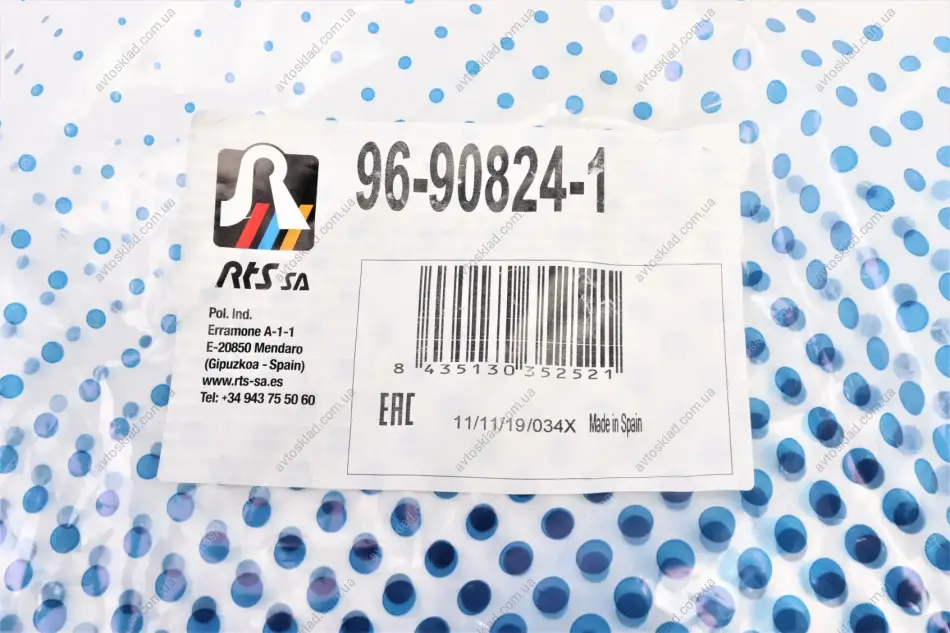 96-90824-1
RTS SA
Pol. Ind.
Erramone A-1-1
E-20850 Mendaro
(Gipuzkoa - Spain)
www.rts-sa.es
Tel: +34 943 75 50 60
8 435130 352521
EAC
11/11/19/034X Made in Spain
avtosklad.com.ua